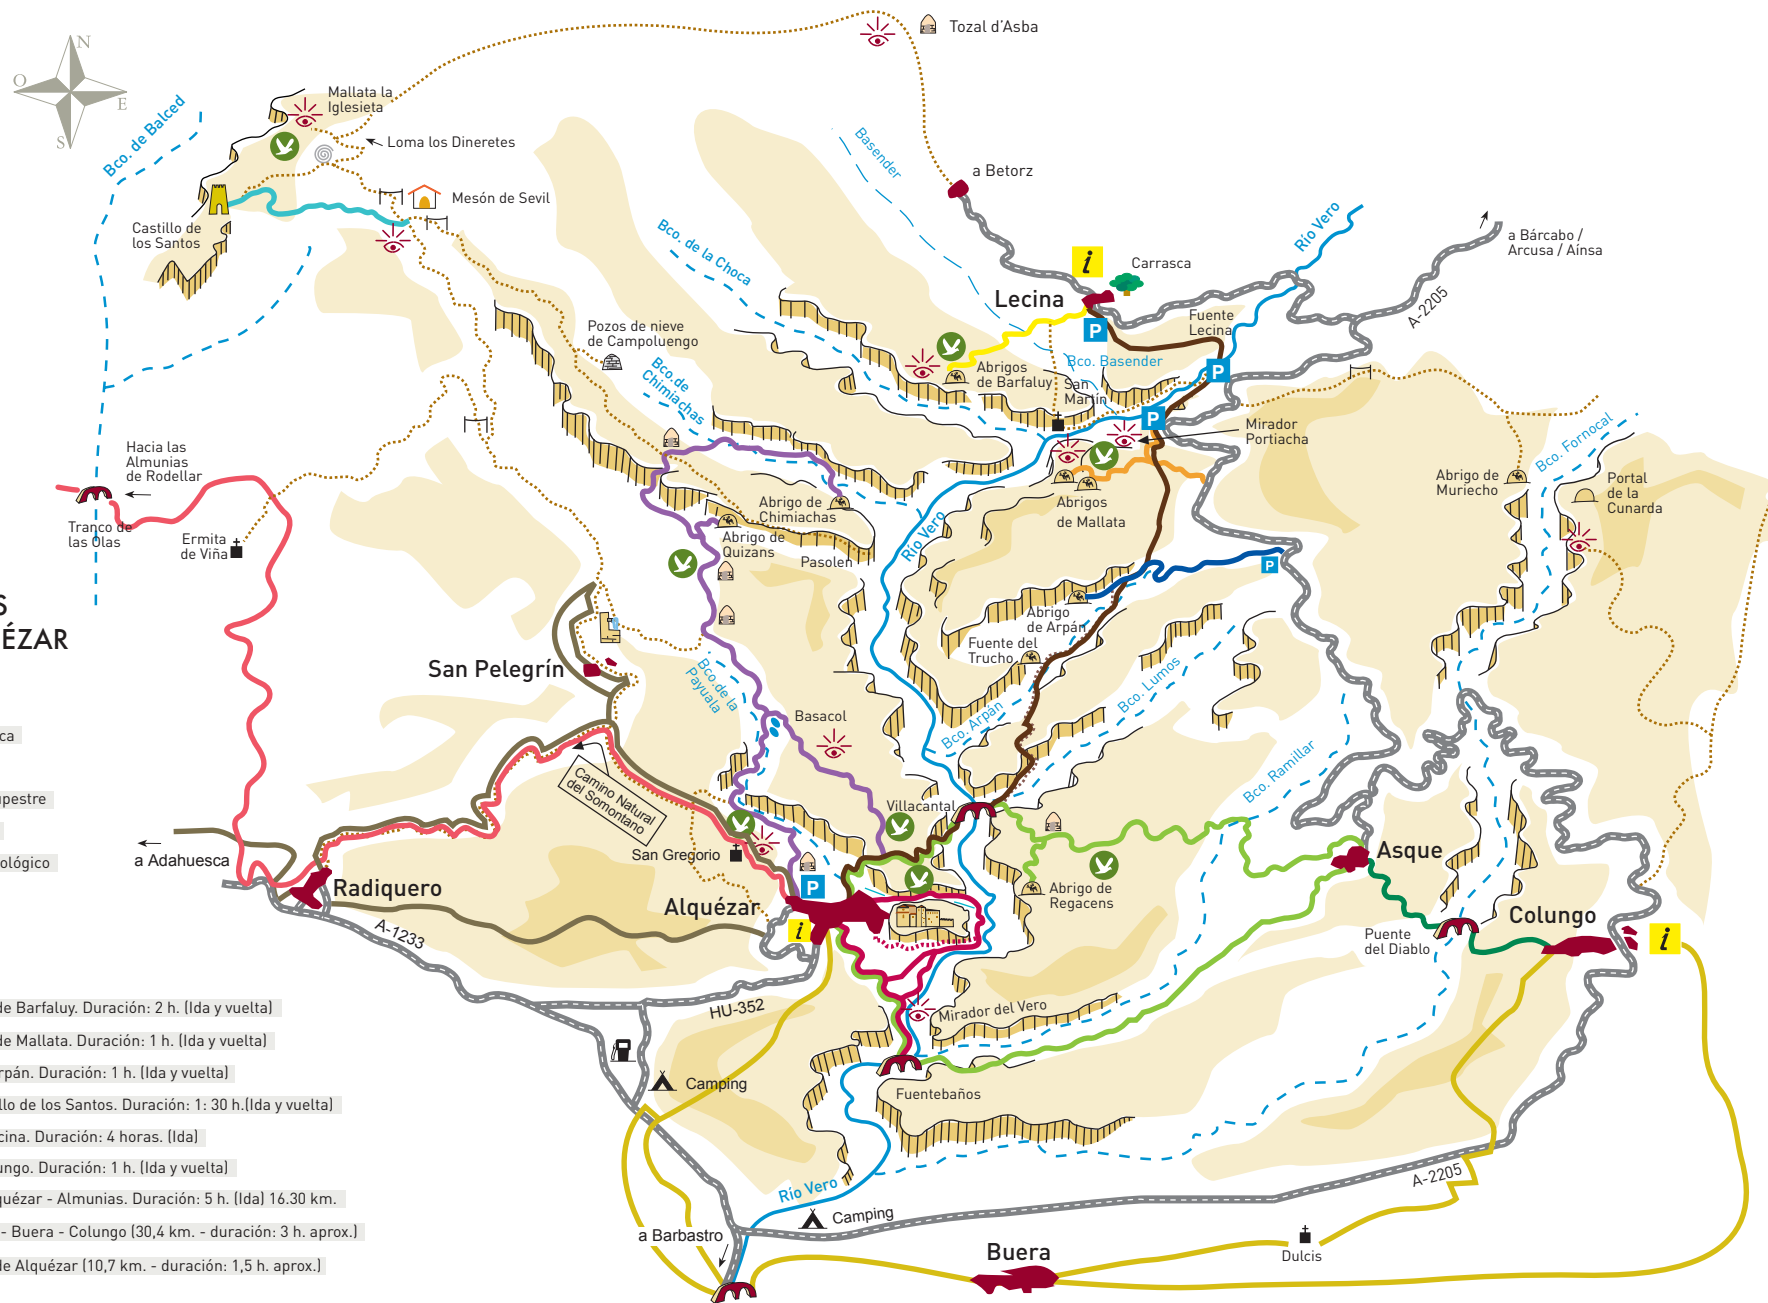 N
O
E
S
Tozal d'Asba
Mallata la
Iglesieta
Bco. de Balced
Loma los Dineretes
Basender
a Betorz
Mesón de Sevil
Castillo de
los Santos
Río Vero
a Bárcabo /
Arcusa / Aínsa
Bco. de la Choca
i
Carrasca
Lecina
A-2205
Fuente
Lecina
P
Pozos de nieve
de Campoluengo
Bco. Basender
Bco.de
Chimiachas
Abrigos
de Barfaluy
P
San
Martín
P
Mirador
Portiacha
Bco. Fornocal
Hacia las
Almunias
de Rodellar
Abrigo de
Muriecho
Portal
de la
Cunarda
Abrigo de
Chimiachas
Abrigos
de Mallata
Tranco de
las Olas
Ermita
de Viña
Abrigo de
Quizans
Río Vero
Pasolen
P
S
ÉZAR
Abrigo
de Arpán
Fuente del
Trucho
San Pelegrín
Bco.de la
Payuala
Bco. Lumos
Bco. Arpán
Basacol
ca
Bco. Ramillar
Camino Natural
del Somontano
upestre
Villacantal
a Adahuesca
San Gregorio
Asque
ológico
Radiquero
P
Abrigo de
Regacens
Alquézar
Colungo
i
A-1233
Puente
del Diablo
i
de Barfaluy. Duración: 2 h. (Ida y vuelta)
HU-352
Mirador del Vero
de Mallata. Duración: 1 h. (Ida y vuelta)
rpán. Duración: 1 h. (Ida y vuelta)
Camping
Fuentebaños
llo de los Santos. Duración: 1: 30 h.(Ida y vuelta)
cina. Duración: 4 horas. (Ida)
ungo. Duración: 1 h. (Ida y vuelta)
A-2205
quézar - Almunias. Duración: 5 h. (Ida) 16.30 km.
Río Vero
Camping
- Buera - Colungo (30,4 km. - duración: 3 h. aprox.)
a Barbastro
Buera
Dulcis
de Alquézar (10,7 km. - duración: 1,5 h. aprox.)